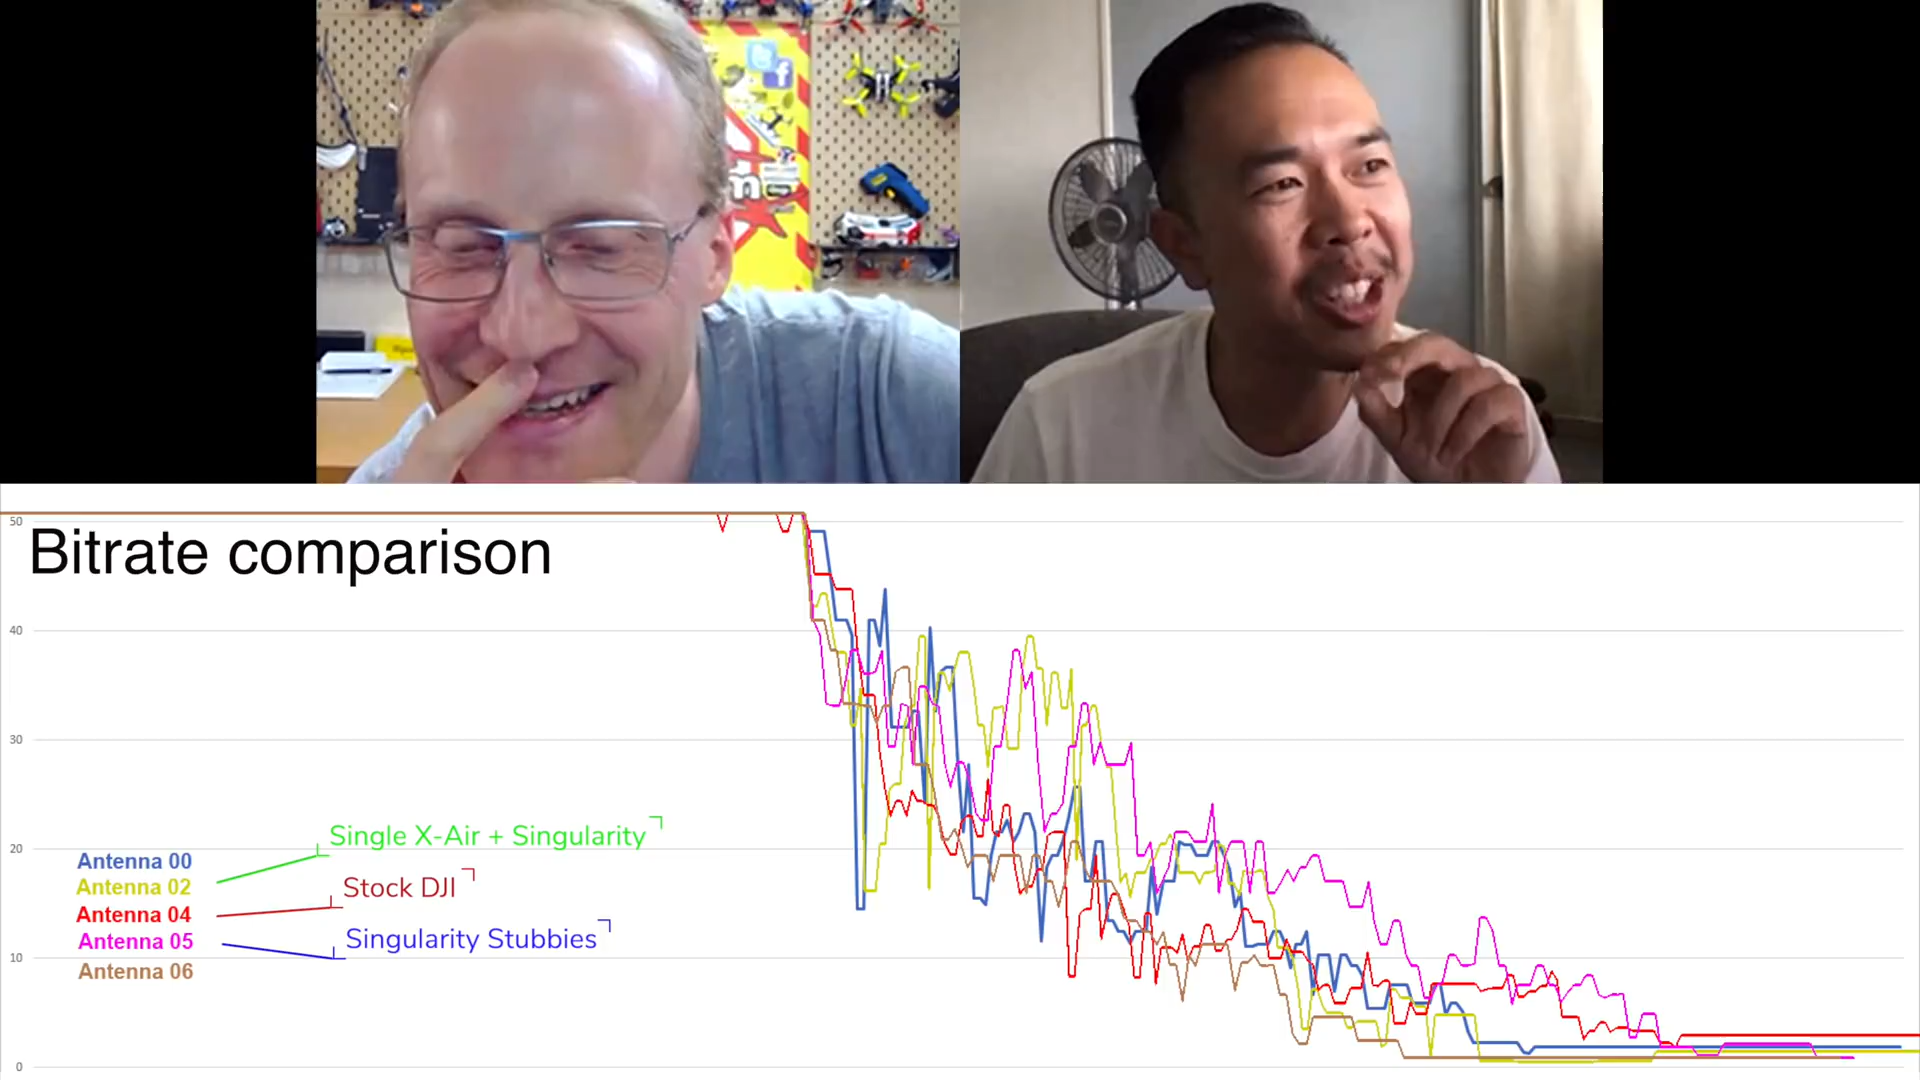 50
Bitrate comparison
40
30
20
10
0
Single X-Air + Singularity
Antenna 00
Antenna 02
Stock DJI
Antenna 04
Antenna 05
Singularity Stubbies
Antenna 06